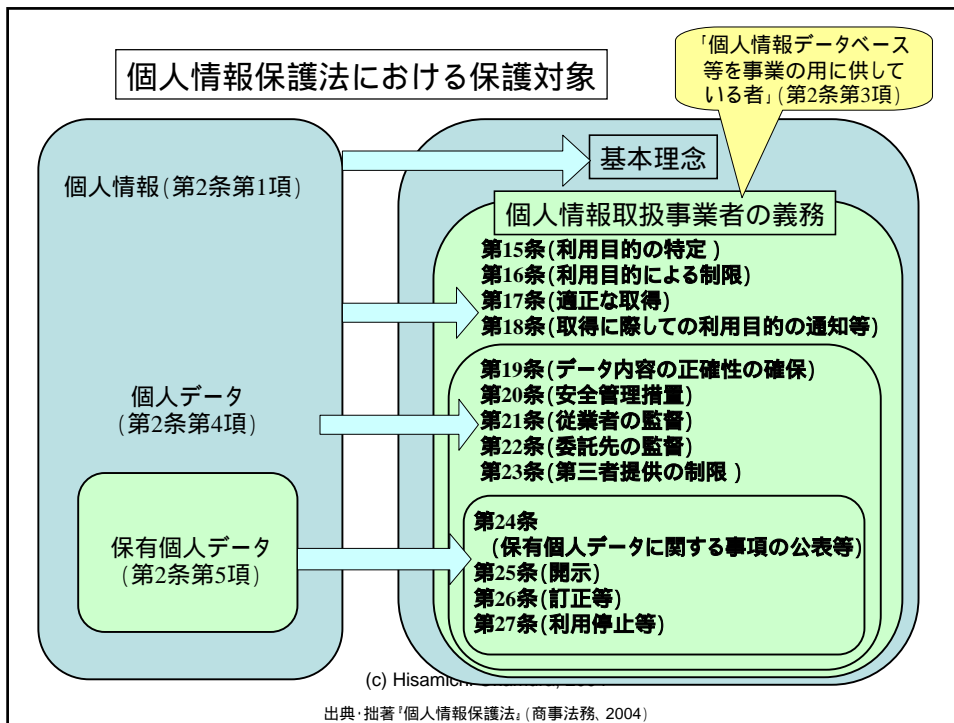 個人情報保護法における保護対象
「個人情報データベース
等を事業の用に供して
いる者」(第2条第3項)
基本理念
個人情報(第2条第1項)
個人情報取扱事業者の義務
第15条(利用目的の特定 )
第16条(利用目的による制限)
第17条(適正な取得)
第18条(取得に際しての利用目的の通知等)
個人データ
(第2条第4項)
第19条(データ内容の正確性の確保)
第20条(安全管理措置)
第21条(従業者の監督)
第22条(委託先の監督)
第23条(第三者提供の制限 )
保有個人データ
(第2条第5項)
第24条
(保有個人データに関する事項の公表等)
第25条(開示)
第26条(訂正等)
第27条(利用停止等)
(c)
出典・拙著『個人情報保護法』(商事法務、2004)